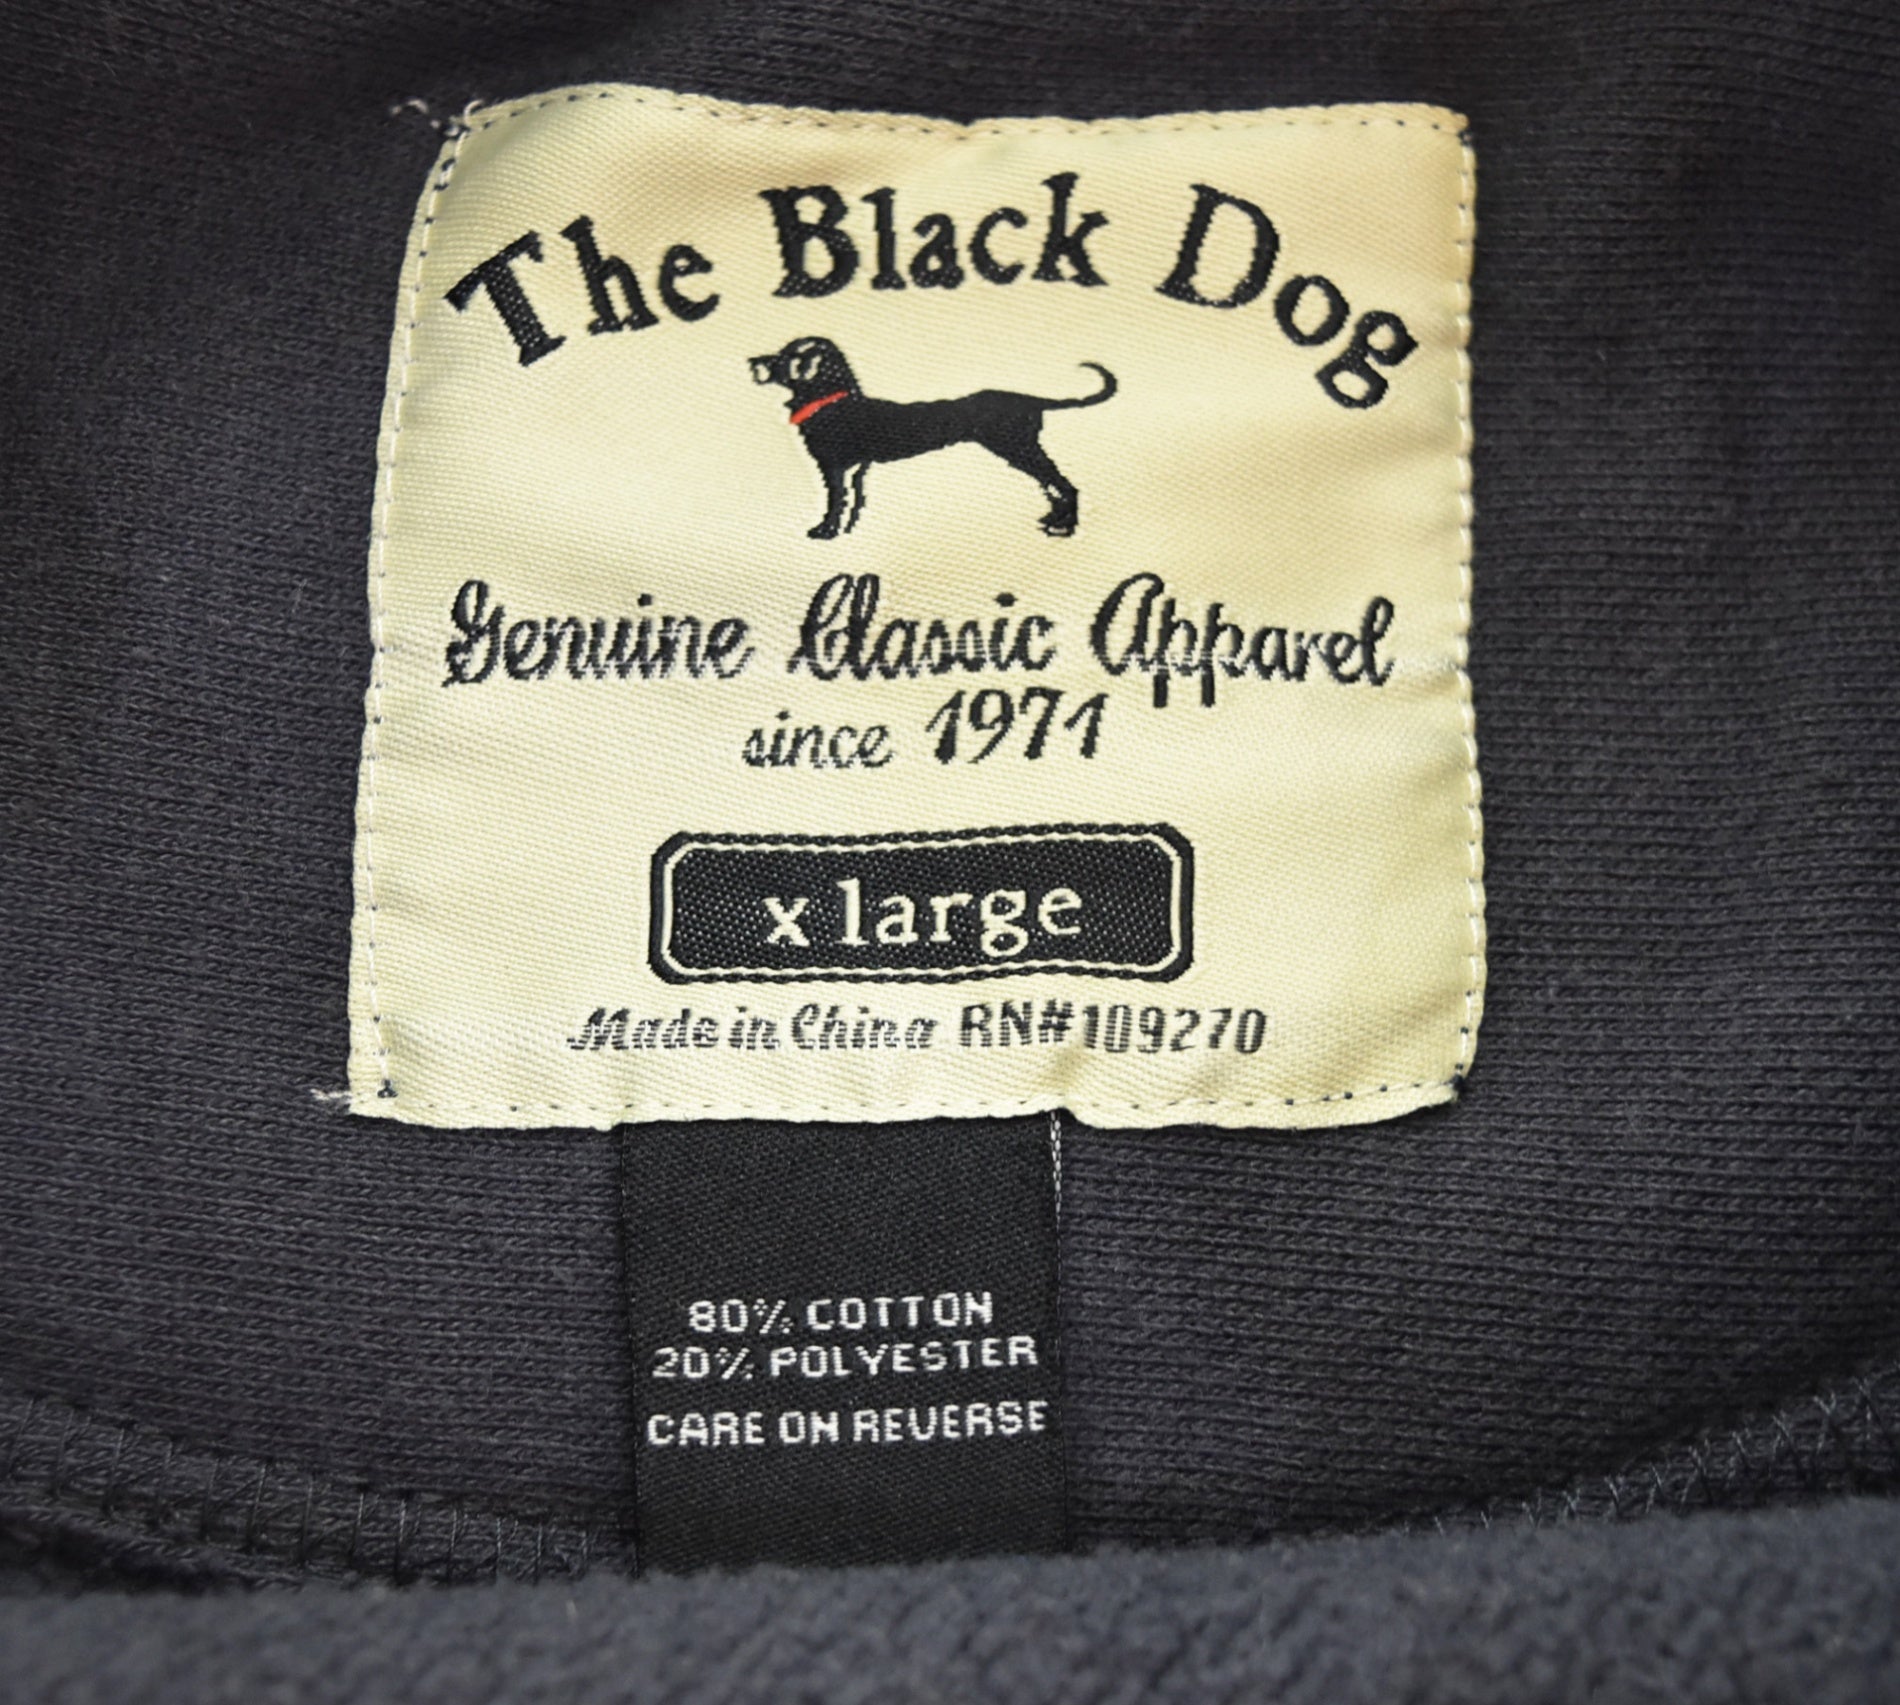 The Black Dog
Genuine Classic Apparel
since 1971
x large
Made in China RN#109270
80% COTTON
20% POLYESTER
CARE ON REVERSE